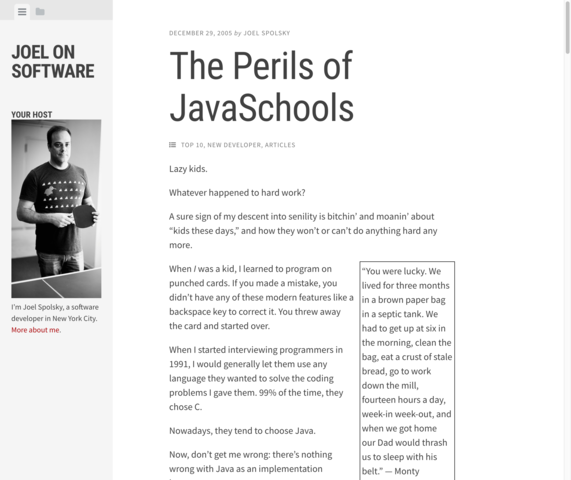 JOEL ON
SOFTWARE
YOUR HOST
I'm Joel Spolsky, a software
developer in New York City.
More about me.
DECEMBER 29, 2005 by JOEL SPOLSKY
The Perils of
JavaSchools
TOP 10, NEW DEVELOPER, ARTICLES
Lazy kids.
Whatever happened to hard work?
A sure sign of my descent into senility is bitchin’ and moanin’ about
“kids these days,” and how they won’t or can’t do anything hard any
more.
When I was a kid, I learned to program on
punched cards. If you made a mistake, you
didn’t have any of these modern features like a
backspace key to correct it. You threw away
the card and started over.
When I started interviewing programmers in
1991, I would generally let them use any
language they wanted to solve the coding
problems I gave them. 99% of the time, they
chose C.
Nowadays, they tend to choose Java.
Now, don’t get me wrong: there’s nothing
wrong with Java as an implementation
“You were lucky. We
lived for three months
in a brown paper bag
in a septic tank. We
had to get up at six in
the morning, clean the
bag, eat a crust of stale
bread, go to work
down the mill,
fourteen hours a day,
week-in week-out, and
when we got home
our Dad would thrash
us to sleep with his
belt.” — Monty